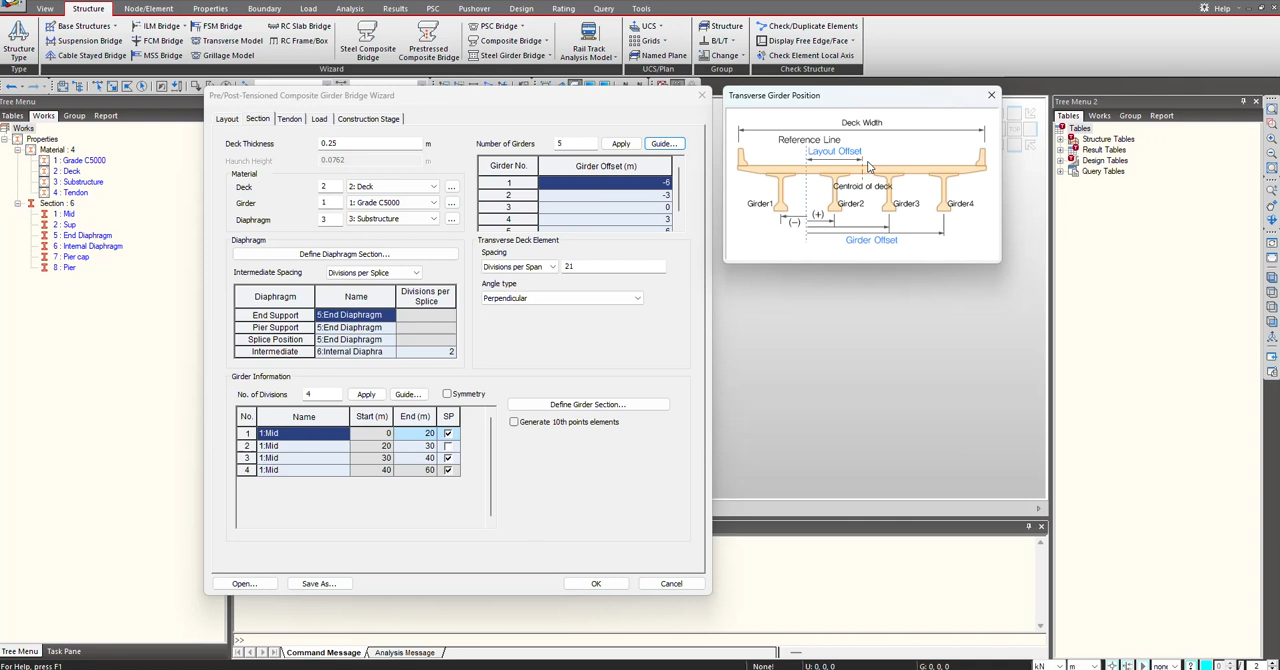 View Structure Node/Element Properties Boundary Load Analysis Results PSC Pushover Design Rating Query Tools Help
Structure Type
Type
Base Structures
Suspension Bridge
Cable Stayed Bridge
ILM Bridge
FCM Bridge
MSS Bridge
FSM Bridge
Transverse Model
Grillage Model
RC Slab Bridge
RC Frame/Box
Steel Composite Bridge
Prestressed Composite Bridge
PSC Bridge
Composite Bridge
Steel Girder Bridge
Wizard
Rail Track Analysis Model
UCS
Grids
Named Plane
UCS/Plan
Structure
B/L/T
Change
Group
Check/Duplicate Elements
Display Free Edge/Face
Check Element Local Axis
Check Structure
Tree Menu
Tables Works Group Report
Works
Properties
Material : 4
1 : Grade C5000
2 : Deck
3 : Substructure
4 : Tendon
Section : 6
1 : Mid
2 : Sup
5 : End Diaphragm
6 : Internal Diaphragm
7 : Pier cap
8 : Pier
Tree Menu Task Pane
Pre/Post-Tensioned Composite Girder Bridge Wizard
Layout Section Tendon Load Construction Stage
Deck Thickness 0.25 m
Haunch Height 0.0762 m
Material
Deck 2 2: Deck ...
Girder 1 1: Grade C5000 ...
Diaphragm 3 3: Substructure ...
Diaphragm
Define Diaphragm Section...
Intermediate Spacing Divisions per Splice
Diaphragm Name Divisions per Splice
End Support 5:End Diaphragm
Pier Support 5:End Diaphragm
Splice Position 5:End Diaphragm
Intermediate 6:Internal Diaphra 2
Number of Girders 5 Apply Guide...
Girder No. Girder Offset (m)
1 -6
2 -3
3 0
4 3
5 6
Transverse Deck Element
Spacing
Divisions per Span 21
Angle type
Perpendicular
Girder Information
No. of Divisions 4 Apply Guide... Symmetry
No. Name Start (m) End (m) SP
1 1:Mid 0 20
2 1:Mid 20 30
3 1:Mid 30 40
4 1:Mid 40 60
Define Girder Section...
Generate 10th points elements
Open... Save As... OK Cancel
Transverse Girder Position
Deck Width
Reference Line
Layout Offset
Centroid of deck
Girder1 Girder2 Girder3 Girder4
(-) (+)
Girder Offset
Tree Menu 2
Tables Works Group Report
Tables
Structure Tables
Result Tables
Design Tables
Query Tables
>>
Command Message Analysis Message
For Help, press F1 None! U: 0, 0, 0 G: 0, 0, 0 kN m none 2